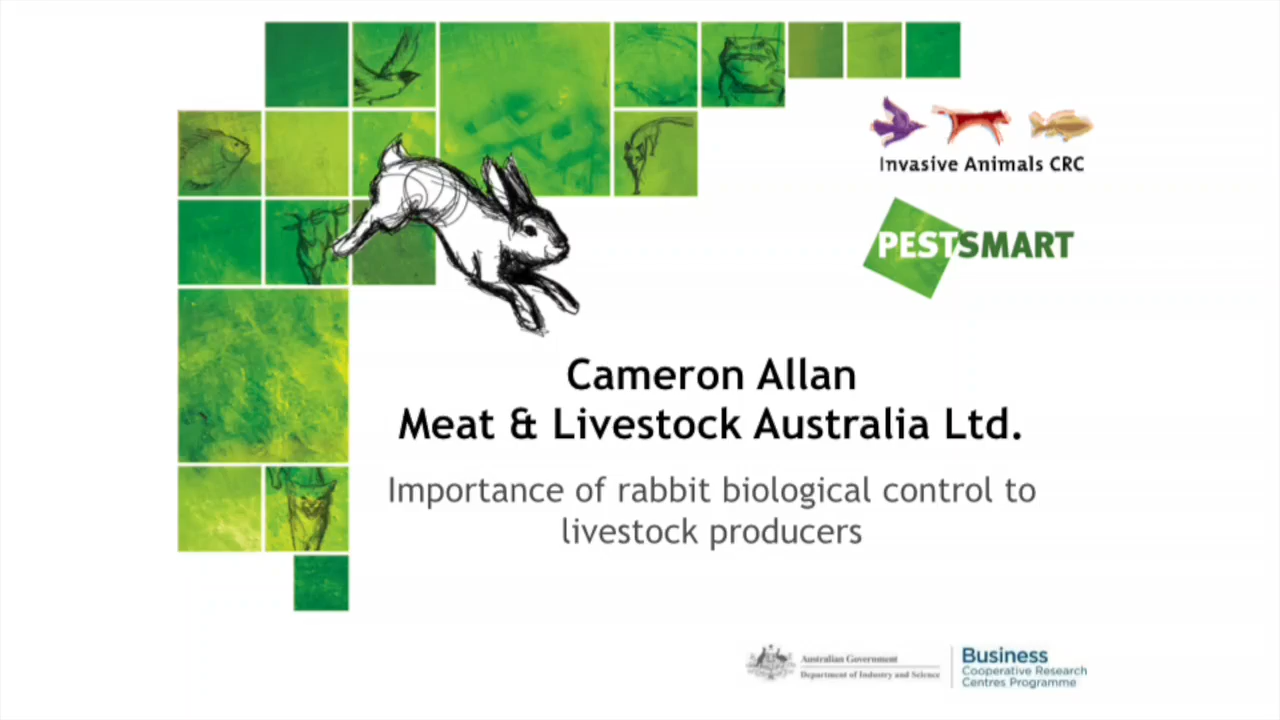 Invasive Animals CRC
PESTSMART
Cameron Allan
Meat & Livestock Australia Ltd.
Importance of rabbit biological control to
livestock producers
Australian Government
Department of Industry and Science
Business
Cooperative Research
Centres Programme